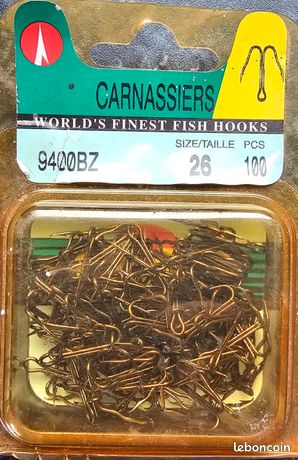 CARNASSIERS
WORLD'S FINEST FISH HOOKS
SIZE/TAILLE PCS
9400BZ 26 100
leboncoin